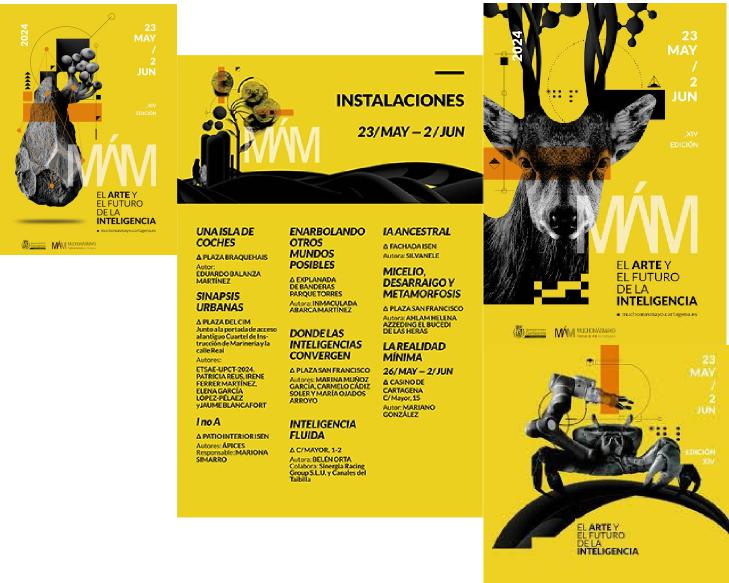 2024
23
MAY
/
2
JUN
XIV
EDICIÓN
MÁM
EL ARTE Y
EL FUTURO
DE LA
INTELIGENCIA
MÁM
INSTALACIONES
23/MAY — 2/JUN
MÁM
UNA ISLA DE
COCHES
PLAZA BRAQUEHAIS
Autor:
EDUARDO BALANZA
MARTÍNEZ
SINAPSIS
URBANAS
PLAZA DEL CIM
Junto a la portada de acceso
al antiguo Cuartel de Ins-
trucción de Marinería y la
calle Real
Autores:
ETSAE-UPCT-2024.
PATRICIA REUS, IRENE
FERRER MARTÍNEZ,
ELENA GARCÍA
LÓPEZ-PELÁEZ
y JAUME BLANCAFORT
I no A
PATIO INTERIOR ISEN
Autores: ÁPICES
Responsable: MARIONA
SIMARRO
ENARBOLANDO
OTROS
MUNDOS
POSIBLES
EXPLANADA
DE BANDERAS
PARQUE TORRES
Autora: INMACULADA
ABARCA MARTÍNEZ
DONDE LAS
INTELIGENCIAS
CONVERGEN
PLAZA SAN FRANCISCO
Autores: MARINA MUÑOZ
GARCÍA, CARMELO CÁDIZ
SOLER Y MARÍA OJADOS
ARROYO
INTELIGENCIA
FLUIDA
C/ MAYOR, 1-2
Autora: BELÉN ORTA
Colabora: Sinergia Racing
Group S.L.U. y Canales del
Taibilla
IA ANCESTRAL
FACHADA ISEN
Autora: SILVANELE
MICELIO,
DESARRAIGO Y
METAMORFOSIS
PLAZA SAN FRANCISCO
Autora: AHLAM HELENA
AZZEDING EL BUCEDI
DE LAS HERAS
LA REALIDAD
MÍNIMA
26/MAY — 2/JUN
CASINO DE
CARTAGENA
C/ Mayor, 15
Autor: MARIANO
GONZÁLEZ
2024
23
MAY
/
2
JUN
XIV
EDICIÓN
MÁM
EL ARTE Y
EL FUTURO
DE LA
INTELIGENCIA
muchomasmayo.cartagena.es
MÁM MUCHOMÁSMAYO
23
MAY
/
2
JUN
EDICIÓN
XIV
EL ARTE Y
EL FUTURO
DE LA
INTELIGENCIA